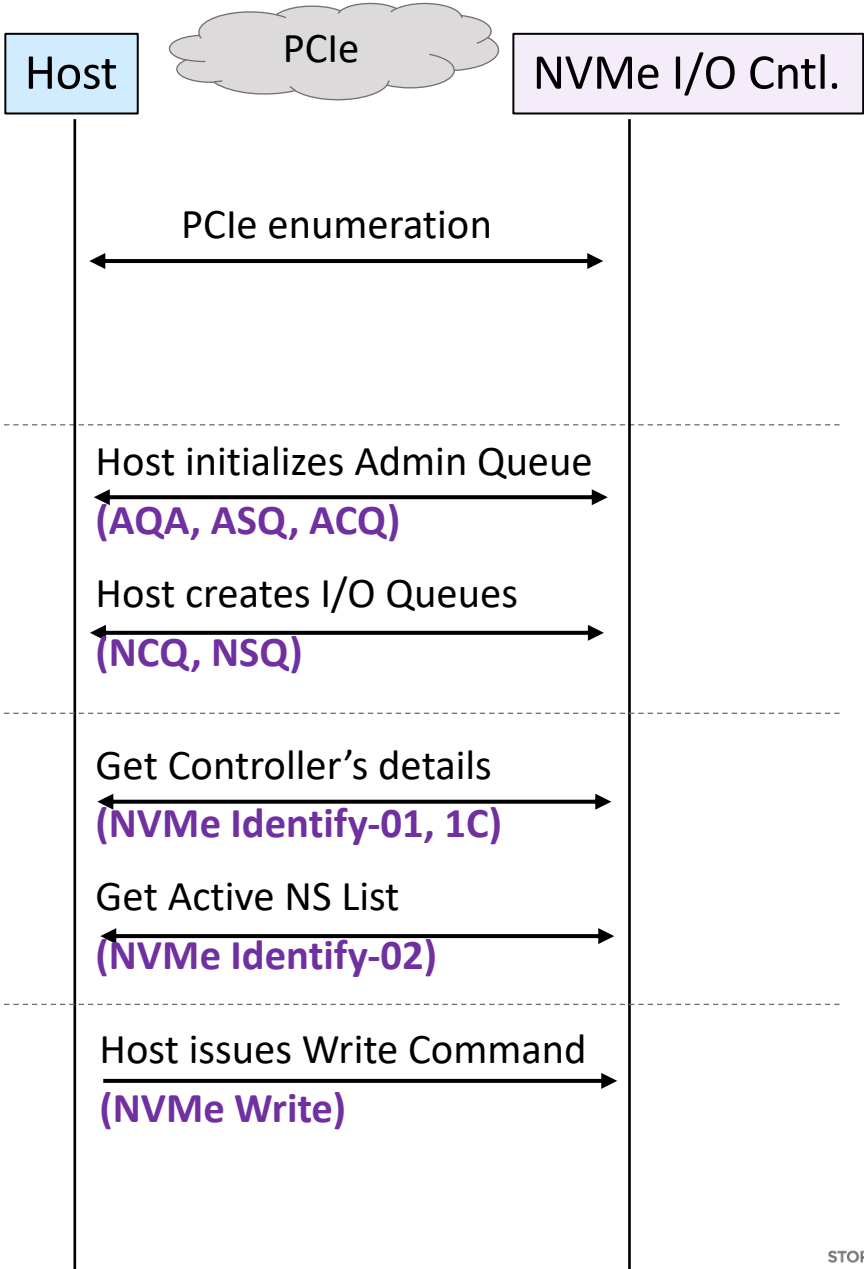 PCIe
Host
NVMe I/O Cntl.
PCIe enumeration
Host initializes Admin Queue
(AQA, ASQ, ACQ)
Host creates I/O Queues
(NCQ, NSQ)
Get Controller’s details
(NVMe Identify-01, 1C)
Get Active NS List
(NVMe Identify-02)
Host issues Write Command
(NVMe Write)